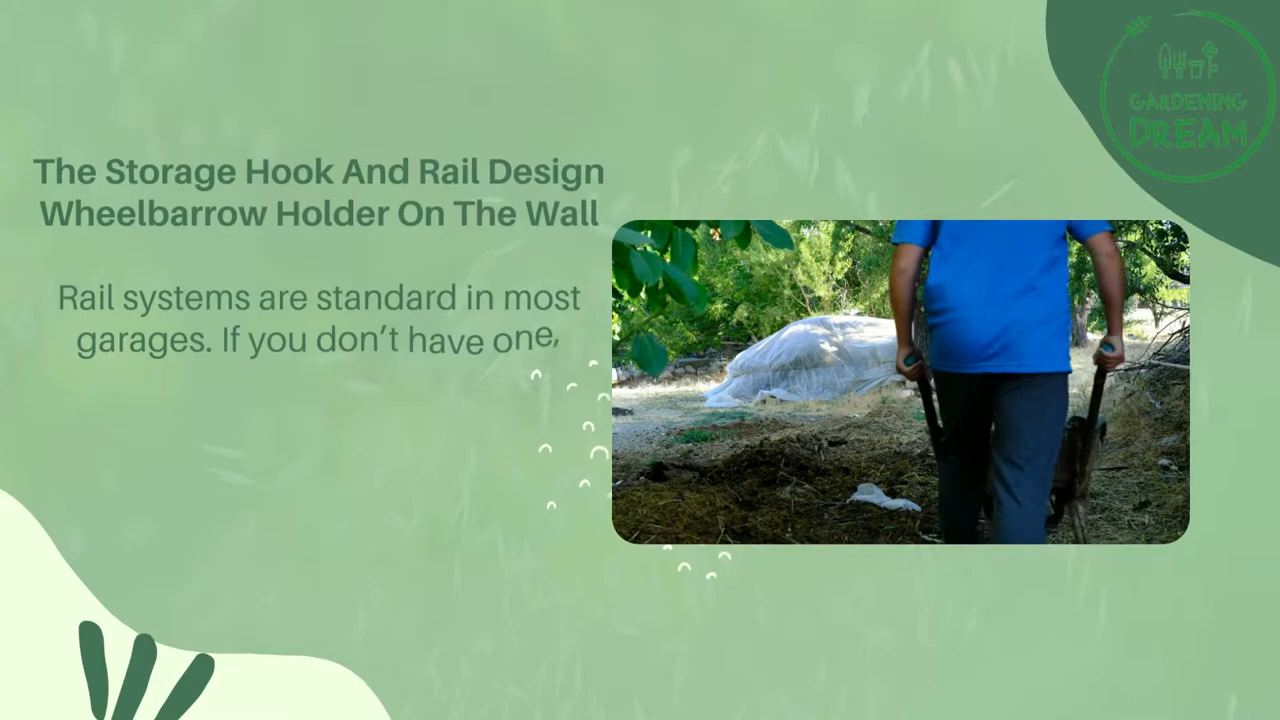 GARDENING
DREAM
The Storage Hook And Rail Design
Wheelbarrow Holder On The Wall
Rail systems are standard in most
garages. If you don’t have one,